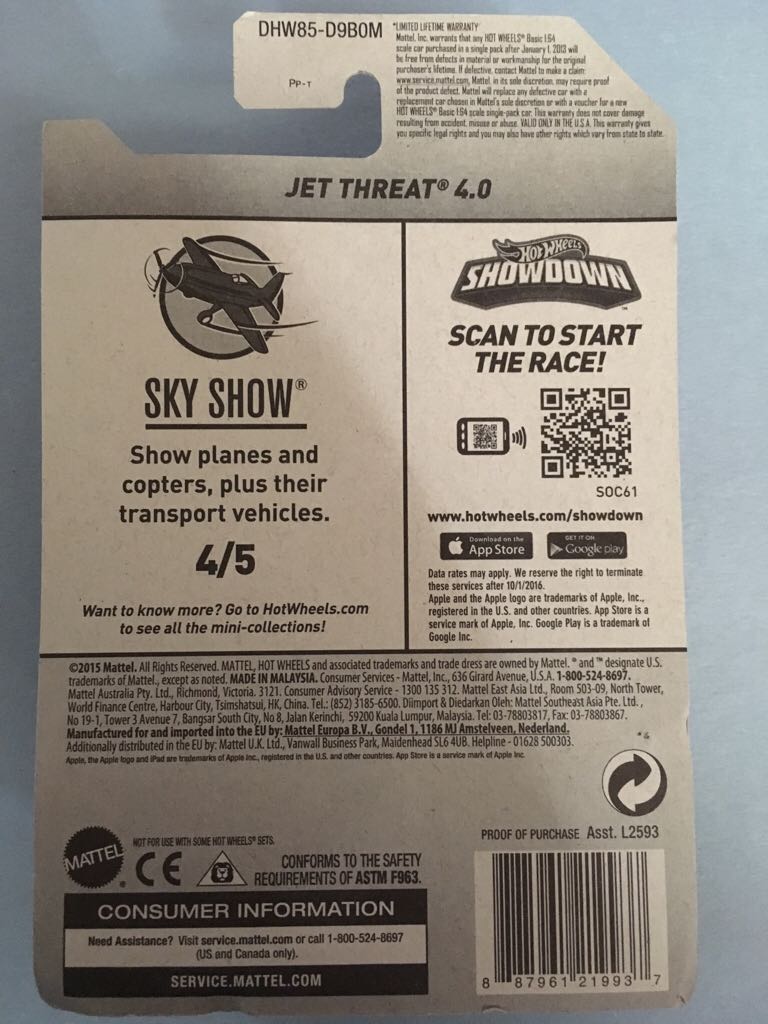 DHW85-D9B0M
PP-T
*LIMITED LIFETIME WARRANTY
Mattel, Inc. warrants that any HOT WHEELS® Basic 1:64
scale car purchased in a single pack after January 1, 2013 will
be free from defects in material or workmanship for the original
purchaser's lifetime. If defective, contact Mattel to make a claim:
www.service.mattel.com. Mattel, in its sole discretion, may require proof
of the product defect. Mattel will replace any defective car with a
replacement car chosen in Mattel's sole discretion or with a voucher for a new
HOT WHEELS® Basic 1:64 scale single-pack car. This warranty does not cover damage
resulting from accident, misuse or abuse. VALID ONLY IN THE U.S.A. This warranty gives
you specific legal rights and you may also have other rights which vary from state to state.
JET THREAT® 4.0
SKY SHOW®
Show planes and
copters, plus their
transport vehicles.
4/5
Want to know more? Go to HotWheels.com
to see all the mini-collections!
HOT WHEELS
SHOWDOWN™
SCAN TO START
THE RACE!
SOC61
www.hotwheels.com/showdown
Download on the
App Store
GET IT ON
Google play
Data rates may apply. We reserve the right to terminate
these services after 10/1/2016.
Apple and the Apple logo are trademarks of Apple, Inc.,
registered in the U.S. and other countries. App Store is a
service mark of Apple, Inc. Google Play is a trademark of
Google Inc.
©2015 Mattel. All Rights Reserved. MATTEL, HOT WHEELS and associated trademarks and trade dress are owned by Mattel. ® and ™ designate U.S.
trademarks of Mattel, except as noted. MADE IN MALAYSIA. Consumer Services - Mattel, Inc., 636 Girard Avenue, U.S.A. 1-800-524-8697.
Mattel Australia Pty. Ltd., Richmond, Victoria. 3121. Consumer Advisory Service - 1300 135 312. Mattel East Asia Ltd., Room 503-09, North Tower,
World Finance Centre, Harbour City, Tsimshatsui, HK, China. Tel.: (852) 3185-6500. Diimport & Diedarkan Oleh: Mattel Southeast Asia Pte. Ltd.,
No 19-1, Tower 3 Avenue 7, Bangsar South City, No 8, Jalan Kerinchi, 59200 Kuala Lumpur, Malaysia. Tel: 03-78803817, Fax: 03-78803867.
Manufactured for and imported into the EU by: Mattel Europa B.V., Gondel 1, 1186 MJ Amstelveen, Nederland.
Additionally distributed in the EU by: Mattel U.K. Ltd., Vanwall Business Park, Maidenhead SL6 4UB. Helpline - 01628 500303.
Apple, the Apple logo and iPad are trademarks of Apple Inc., registered in the U.S. and other countries. App Store is a service mark of Apple Inc.
MATTEL®
NOT FOR USE WITH SOME HOT WHEELS® SETS.
CE
CONFORMS TO THE SAFETY
REQUIREMENTS OF ASTM F963.
CONSUMER INFORMATION
Need Assistance? Visit service.mattel.com or call 1-800-524-8697
(US and Canada only).
SERVICE.MATTEL.COM
PROOF OF PURCHASE Asst. L2593
8 87961 21993 7